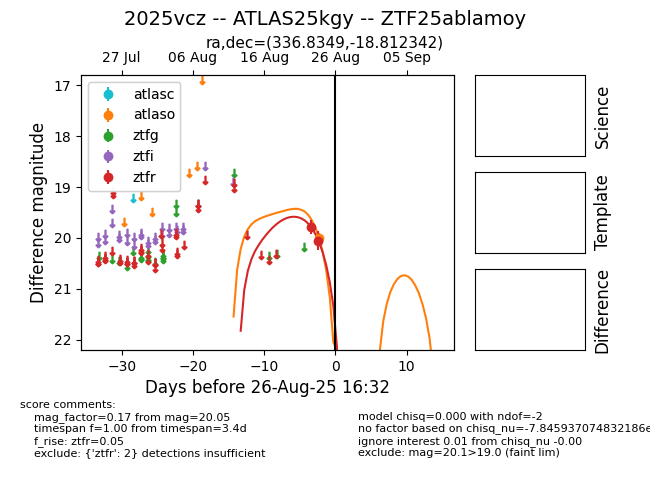 2025vcz -- ATLAS25kgy -- ZTF25ablamoy
ra,dec=(336.8349,-18.812342)
27 Jul 06 Aug 16 Aug 26 Aug 05 Sep
17
18
19
20
21
22
Difference magnitude
atlasc
atlaso
ztfg
ztfi
ztfr
−30 −20 −10 0 10
Days before 26-Aug-25 16:32
Science
Template
Difference
score comments:
mag_factor=0.17 from mag=20.05
timespan f=1.00 from timespan=3.4d
f_rise: ztfr=0.05
exclude: {'ztfr': 2} detections insufficient
model chisq=0.000 with ndof=-2
no factor based on chisq_nu=-7.845937074832186e
ignore interest 0.01 from chisq_nu -0.00
exclude: mag=20.1>19.0 (faint lim)